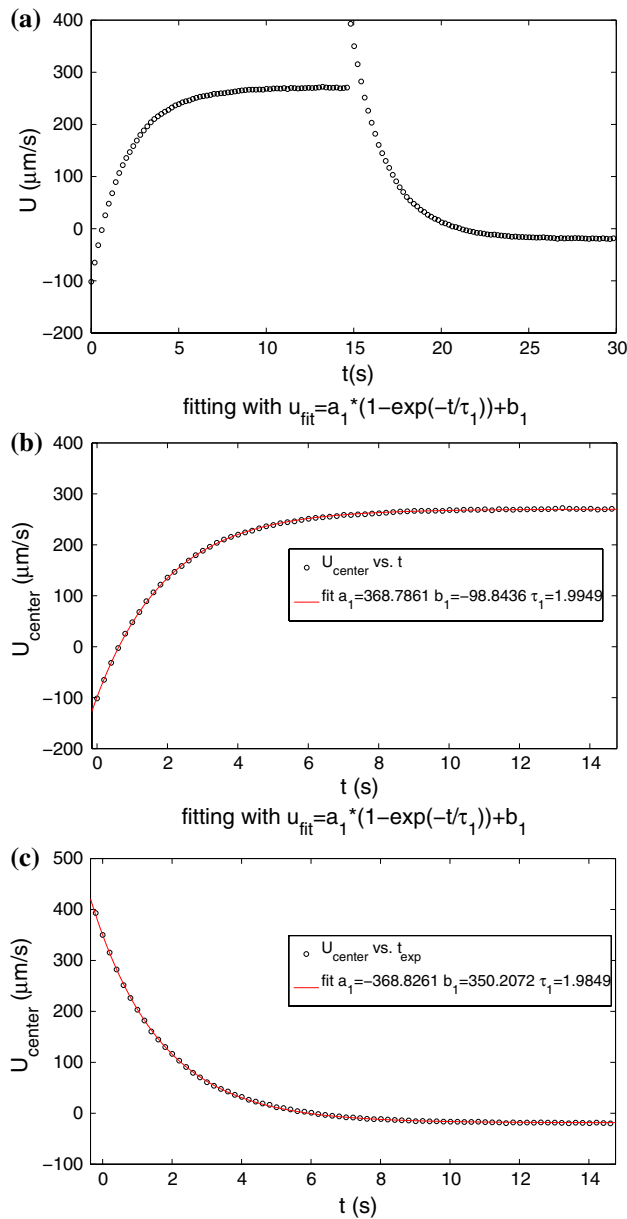 (a)
400
300
200
100
0
−100
−200
U (μm/s)
0 5 10 15 20 25 30
t(s)
fitting with u_fit=a_1*(1−exp(−t/τ_1))+b_1
(b)
400
300
200
100
0
−100
−200
U_center (μm/s)
U_center vs. t
fit a_1=368.7861 b_1=−98.8436 τ_1=1.9949
0 2 4 6 8 10 12 14
t (s)
fitting with u_fit=a_1*(1−exp(−t/τ_1))+b_1
(c)
500
400
300
200
100
0
−100
U_center (μm/s)
U_center vs. t_exp
fit a_1=−368.8261 b_1=350.2072 τ_1=1.9849
0 2 4 6 8 10 12 14
t (s)